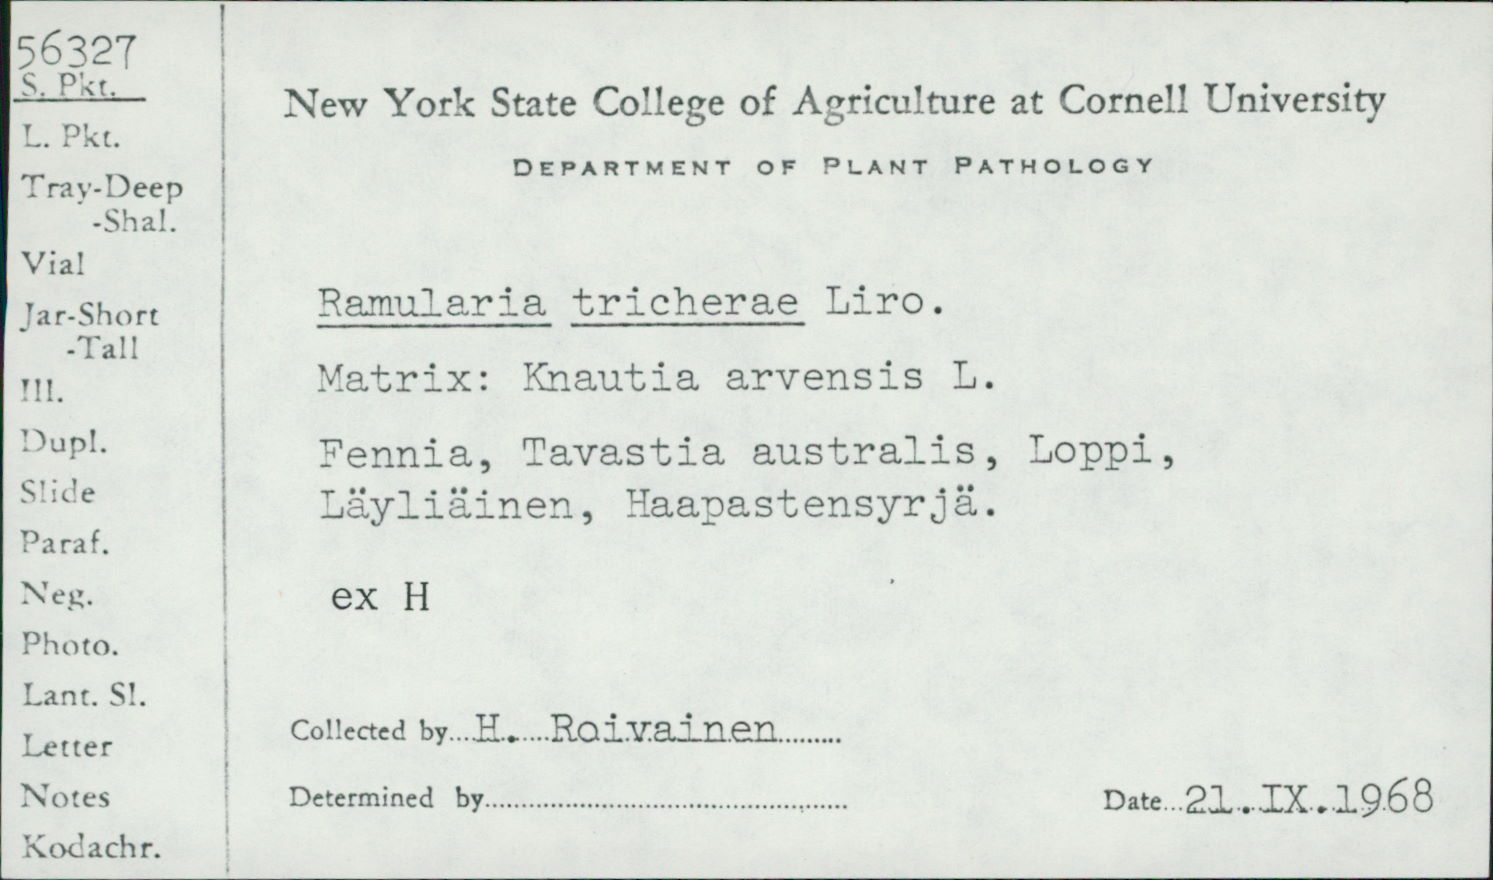 56327
S. Pkt.
L. Pkt.
Tray-Deep
-Shal.
Vial
Jar-Short
-Tall
Ill.
Dupl.
Slide
Paraf.
Neg.
Photo.
Lant. Sl.
Letter
Notes
Kodachr.
New York State College of Agriculture at Cornell University
DEPARTMENT OF PLANT PATHOLOGY
Ramularia tricherae Liro.
Matrix: Knautia arvensis L.
Fennia, Tavastia australis, Loppi,
Läyliäinen, Haapastensyrjä.
ex H
Collected by H. Roivainen
Determined by
Date 21.IX.1968